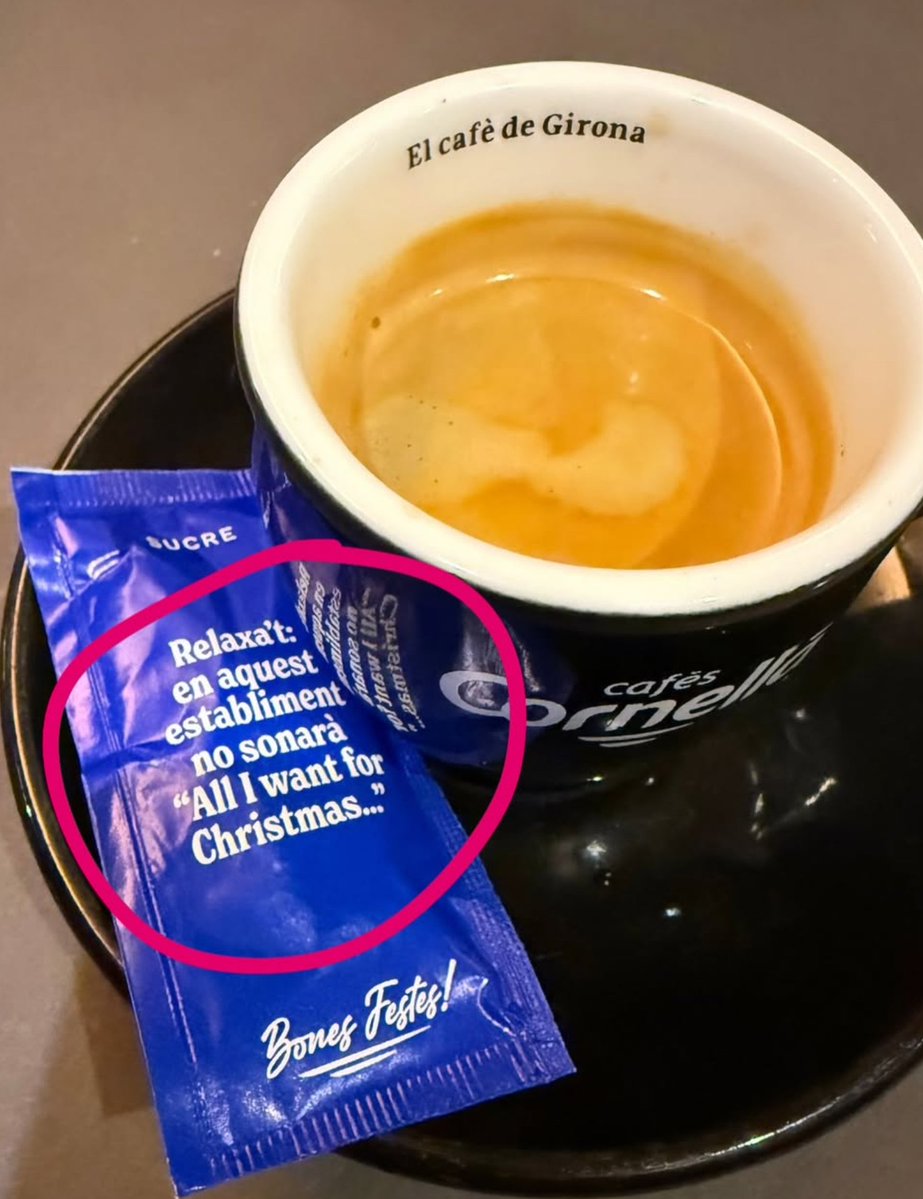 El cafè de Girona
cafès
Cornellà
SUCRE
Relaxa't:
en aquest
establiment
no sonarà
“All I want for
Christmas...”
Bones Festes!